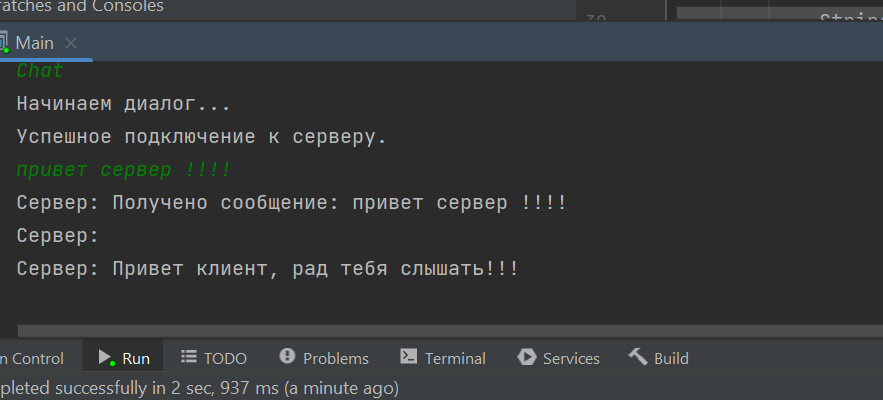 ratches and Consoles
Main
Chat
Начинаем диалог...
Успешное подключение к серверу.
привет сервер !!!!
Сервер: Получено сообщение: привет сервер !!!!
Сервер:
Сервер: Привет клиент, рад тебя слышать!!!
n Control Run TODO Problems Terminal Services Build
pleted successfully in 2 sec, 937 ms (a minute ago)